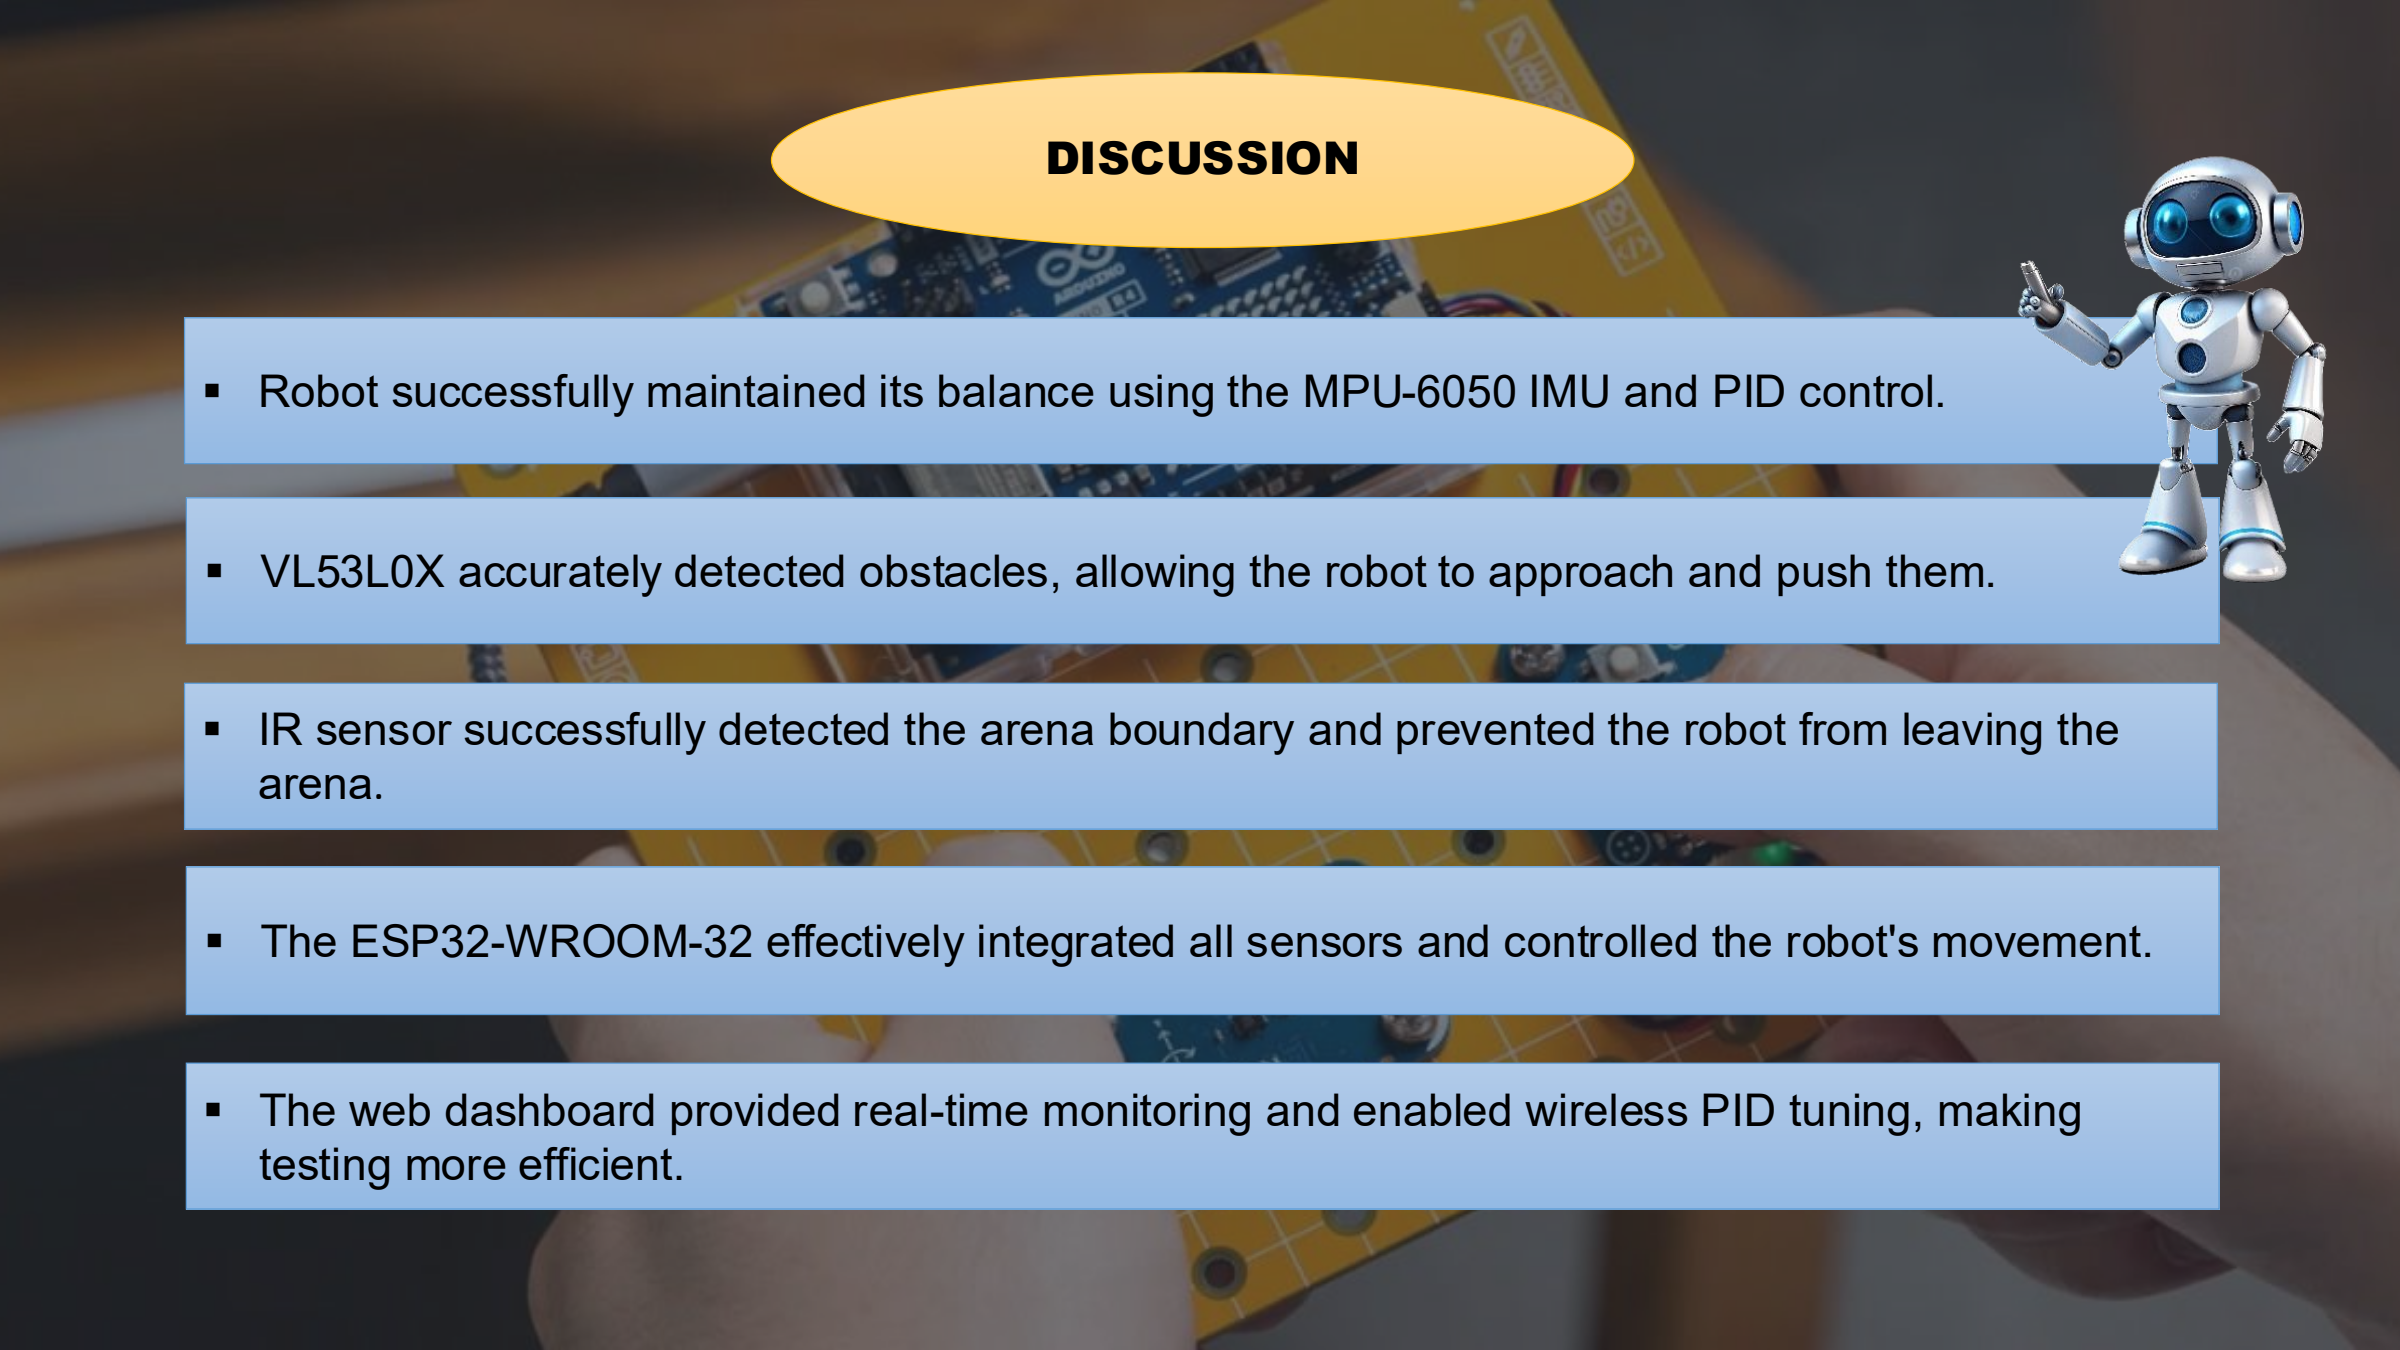 DISCUSSION
ARDUINO
R4
▪ Robot successfully maintained its balance using the MPU-6050 IMU and PID control.
▪ VL53L0X accurately detected obstacles, allowing the robot to approach and push them.
▪ IR sensor successfully detected the arena boundary and prevented the robot from leaving the
arena.
▪ The ESP32-WROOM-32 effectively integrated all sensors and controlled the robot's movement.
▪ The web dashboard provided real-time monitoring and enabled wireless PID tuning, making
testing more efficient.